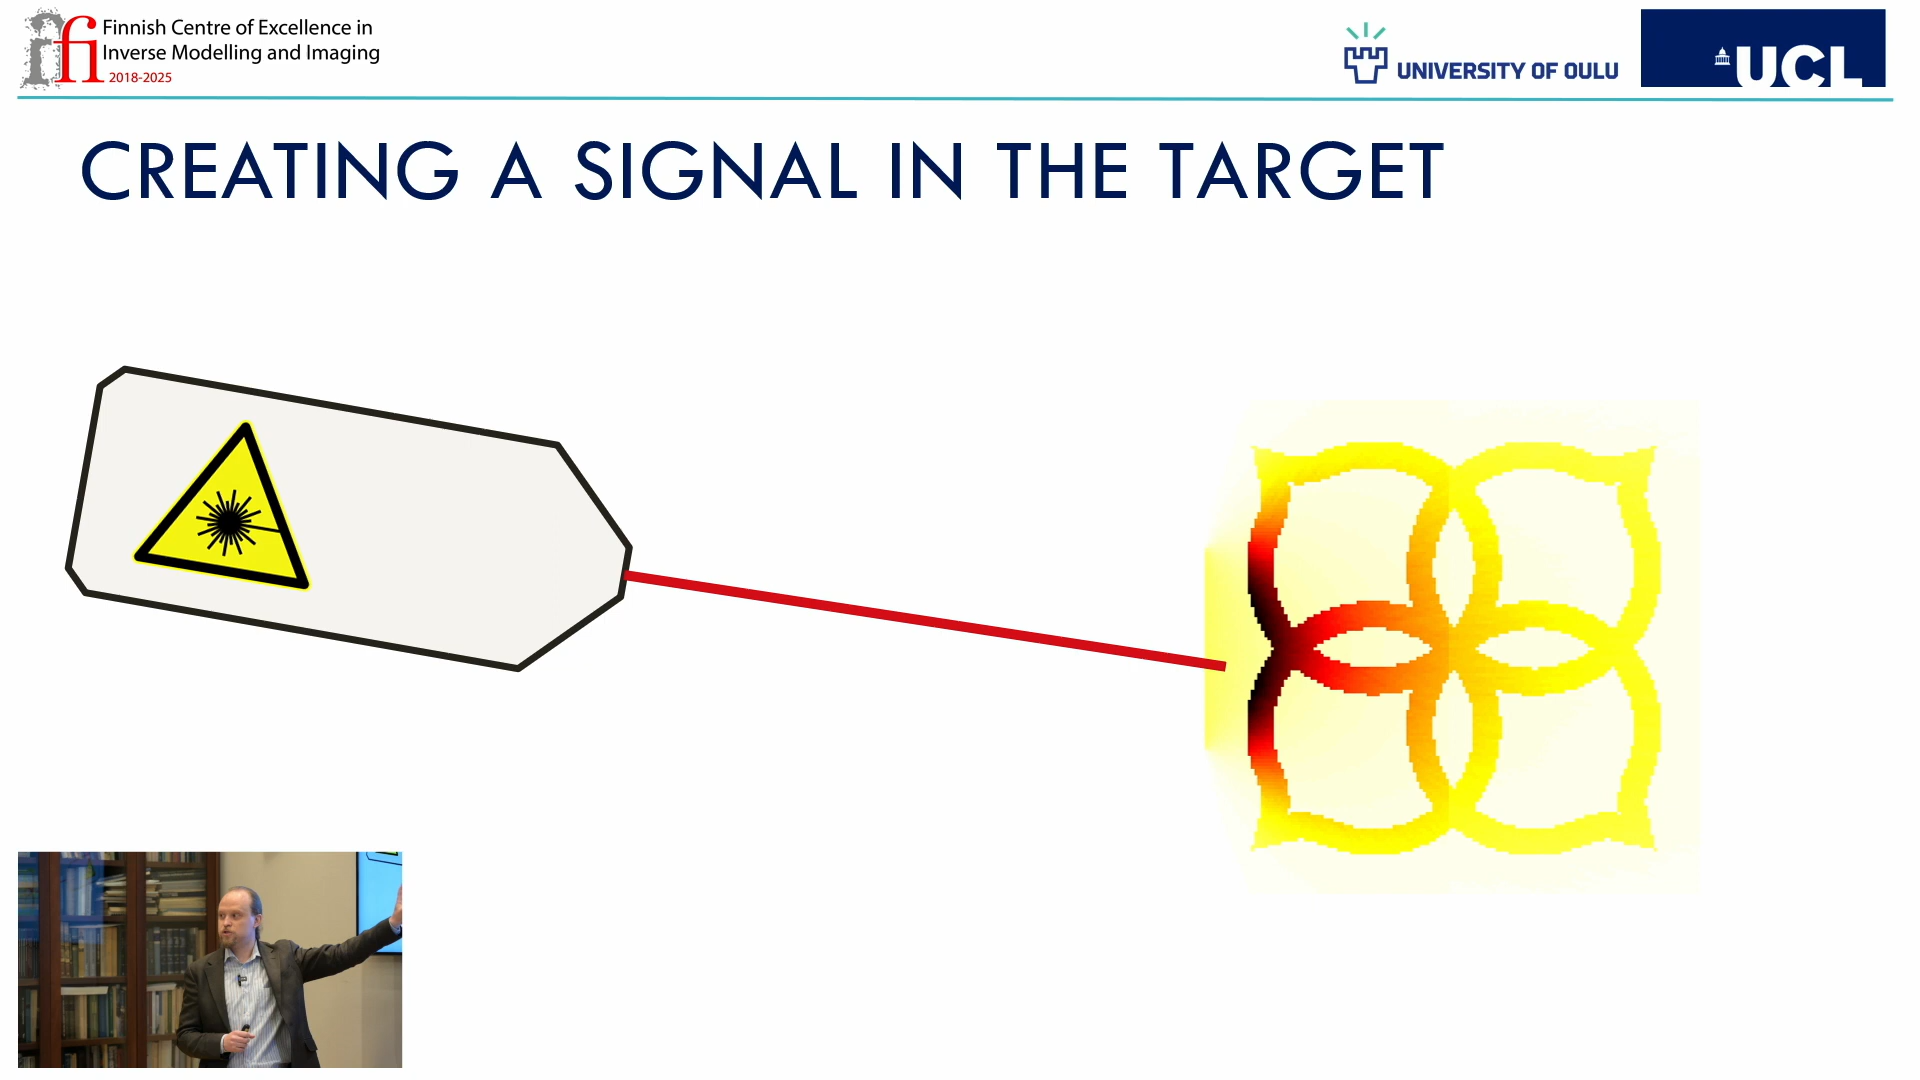 Finnish Centre of Excellence in
Inverse Modelling and Imaging
2018-2025
fi
UNIVERSITY OF OULU
UCL
CREATING A SIGNAL IN THE TARGET